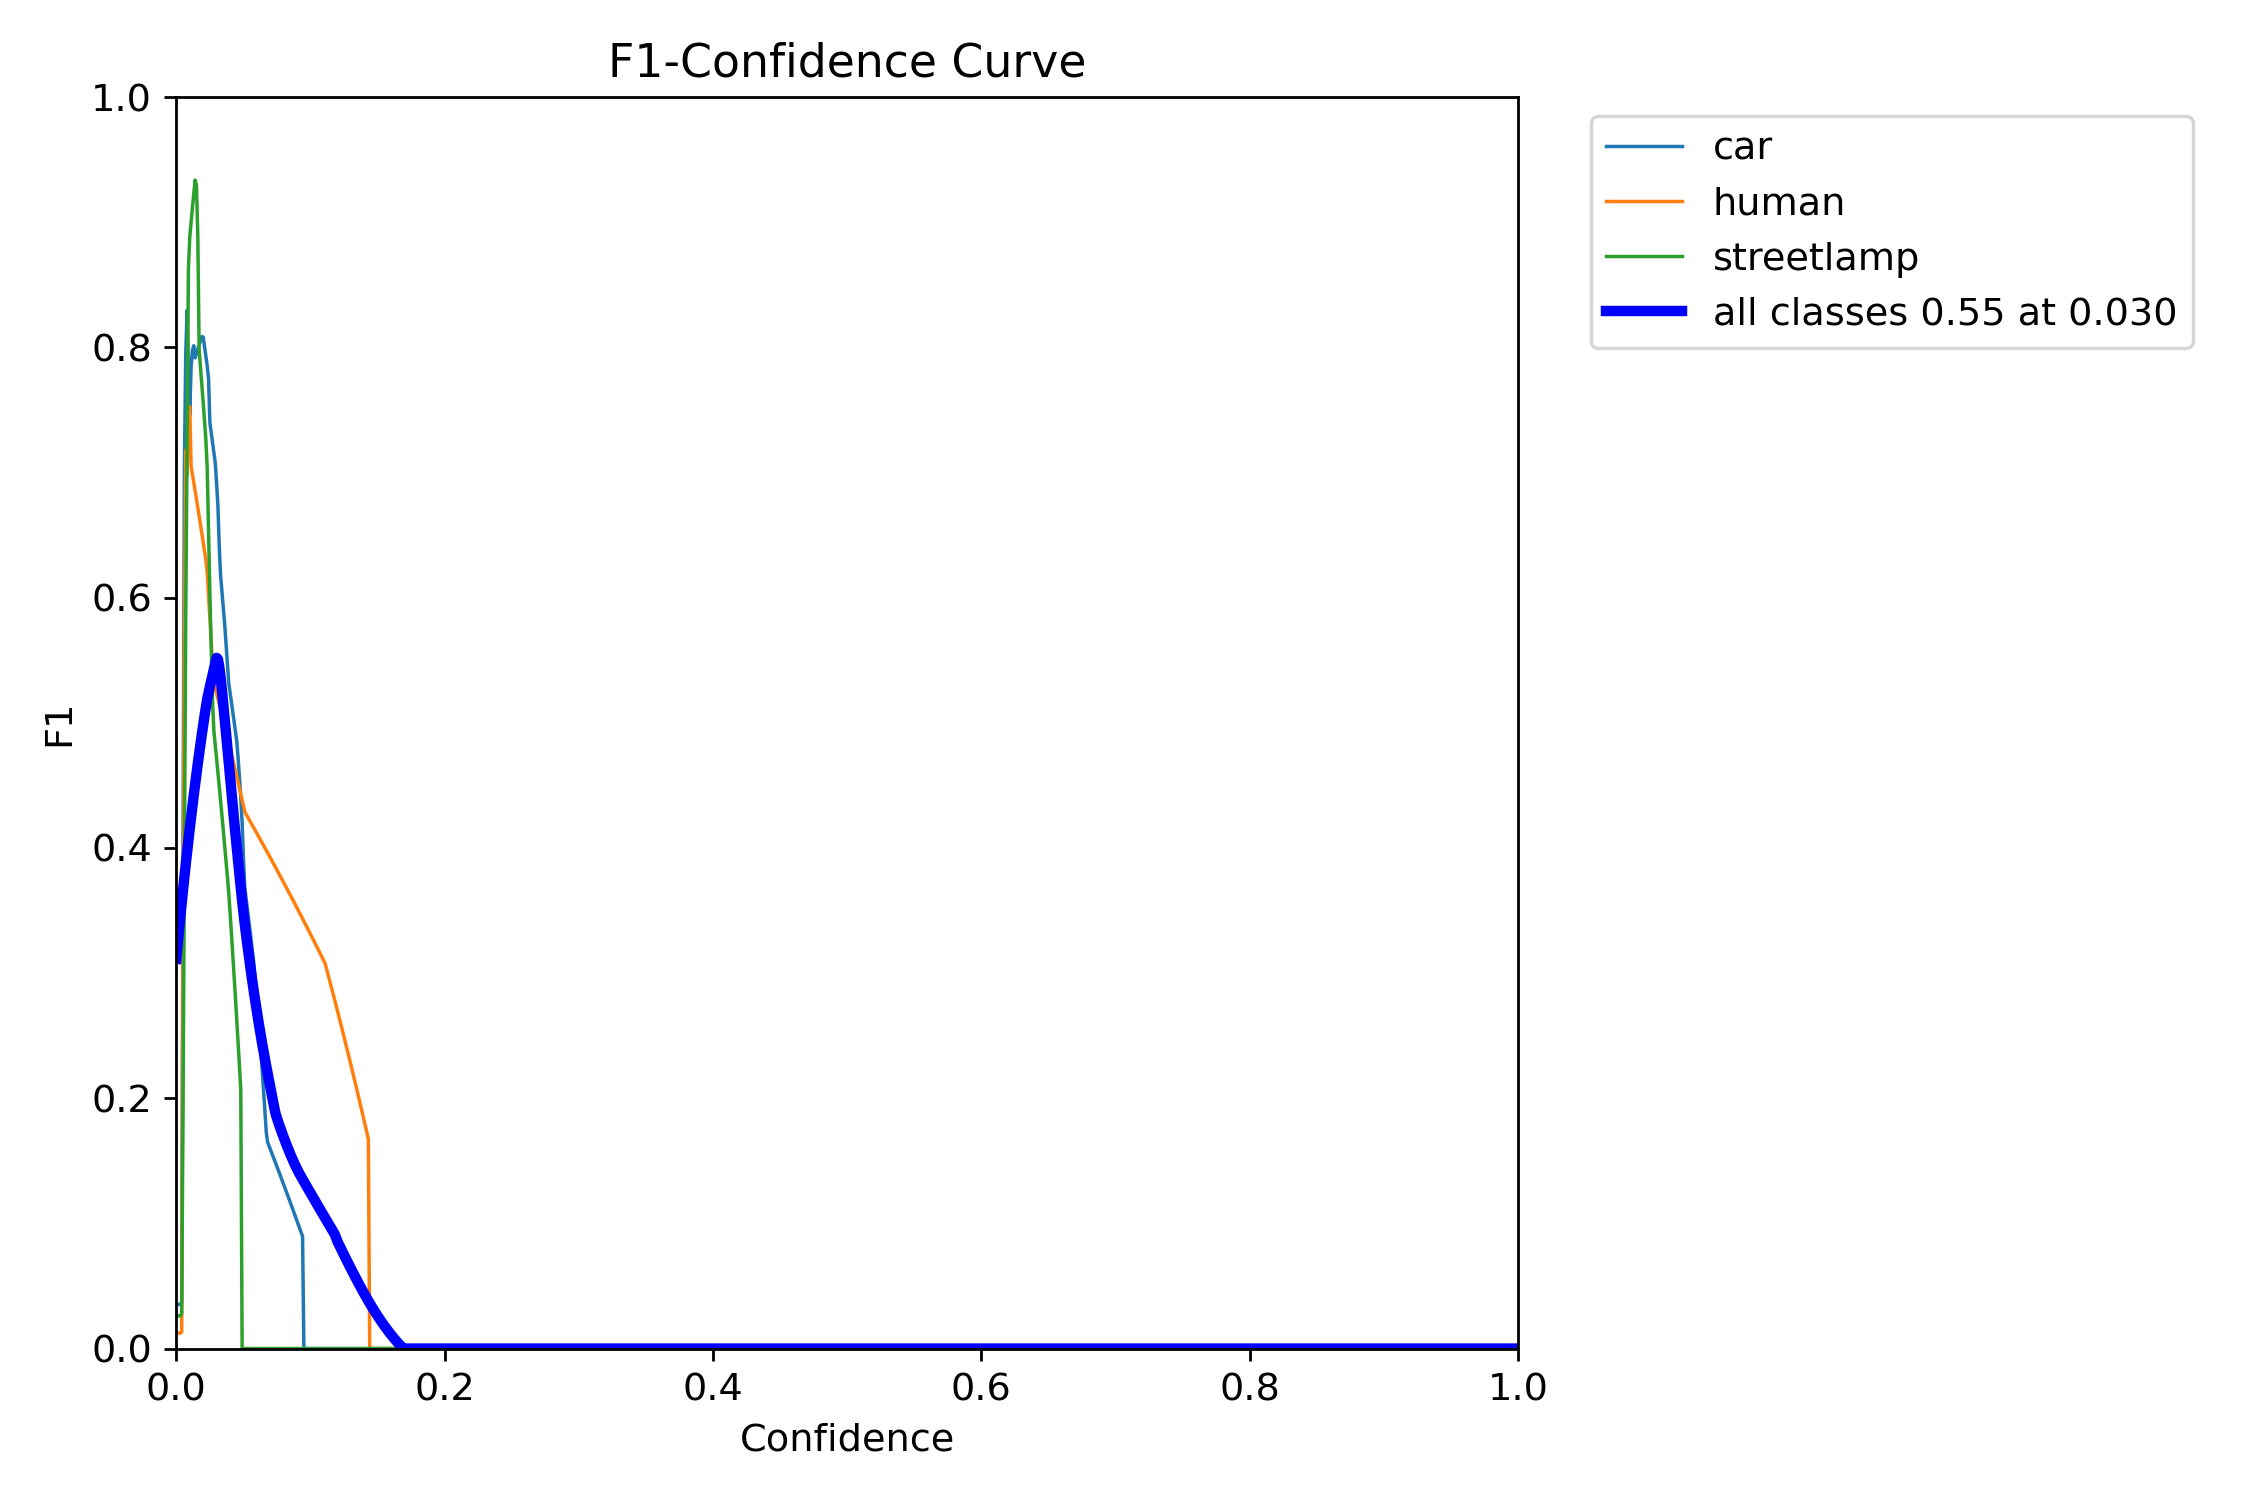 F1-Confidence Curve
1.0
0.8
0.6
0.4
0.2
0.0
F1
0.0 0.2 0.4 0.6 0.8 1.0
Confidence
car
human
streetlamp
all classes 0.55 at 0.030